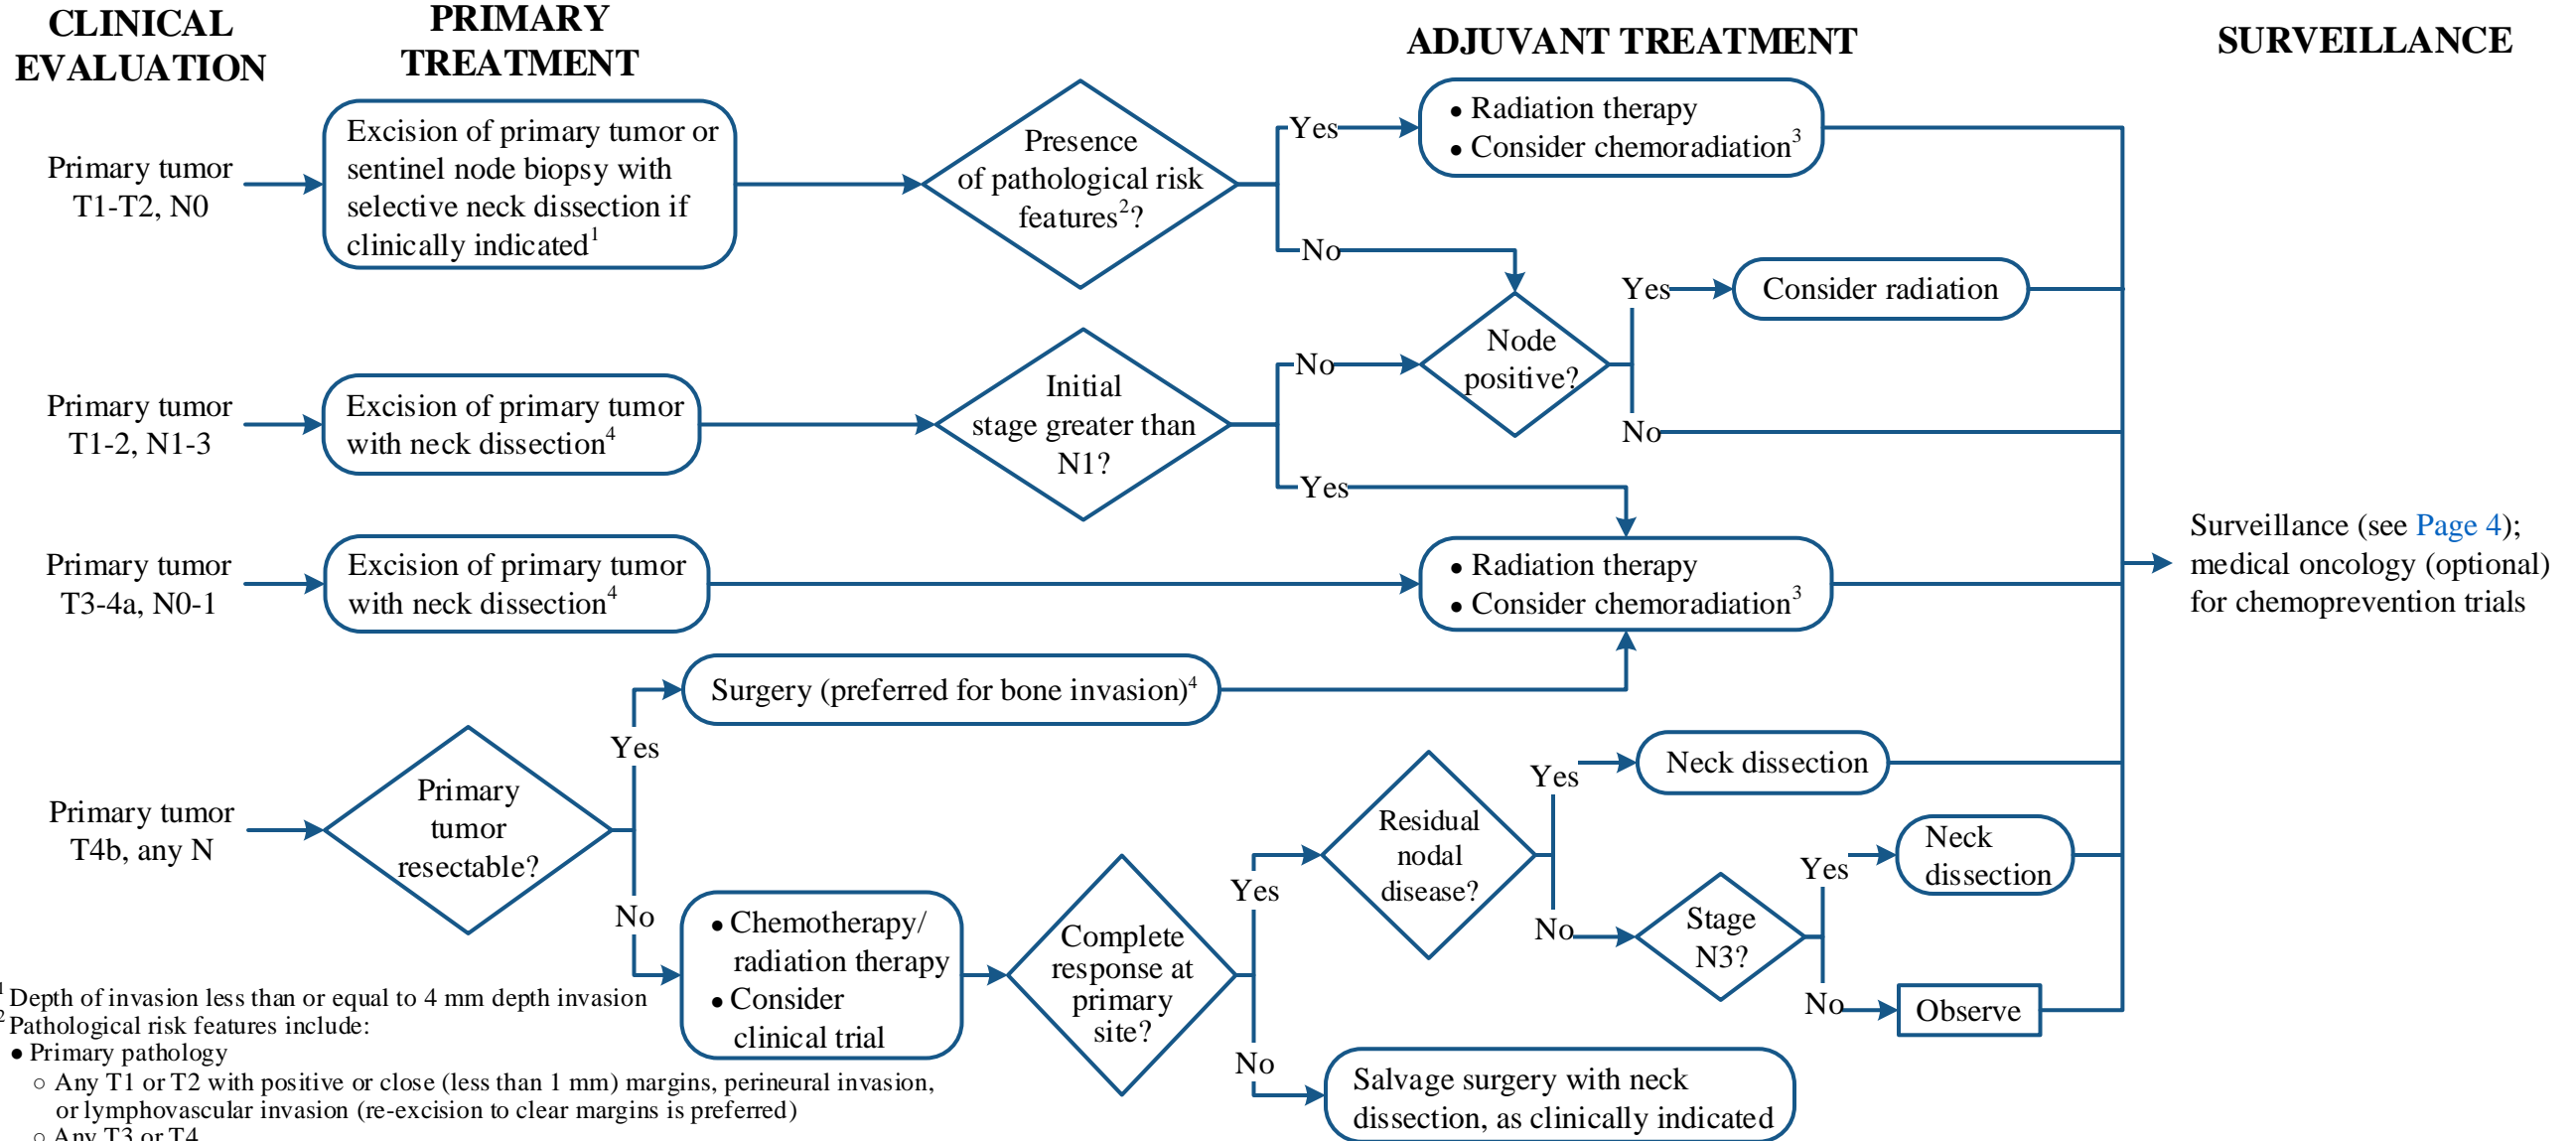 CLINICAL
EVALUATION
PRIMARY
TREATMENT
ADJUVANT TREATMENT
SURVEILLANCE
Primary tumor
T1-T2, N0
Excision of primary tumor or
sentinel node biopsy with
selective neck dissection if
clinically indicated1
Presence
of pathological risk
features2?
Yes
• Radiation therapy
• Consider chemoradiation3
No
Node
positive?
Yes
Consider radiation
No
Primary tumor
T1-2, N1-3
Excision of primary tumor
with neck dissection4
Initial
stage greater than
N1?
No
Yes
Primary tumor
T3-4a, N0-1
Excision of primary tumor
with neck dissection4
• Radiation therapy
• Consider chemoradiation3
Surveillance (see Page 4);
medical oncology (optional)
for chemoprevention trials
Primary tumor
T4b, any N
Primary
tumor
resectable?
Yes
Surgery (preferred for bone invasion)4
No
• Chemotherapy/
radiation therapy
• Consider
clinical trial
Complete
response at
primary
site?
Yes
Residual
nodal
disease?
Yes
Neck dissection
No
Stage
N3?
Yes
Neck
dissection
No
Observe
No
Salvage surgery with neck
dissection, as clinically indicated
1 Depth of invasion less than or equal to 4 mm depth invasion
2 Pathological risk features include:
• Primary pathology
○ Any T1 or T2 with positive or close (less than 1 mm) margins, perineural invasion,
or lymphovascular invasion (re-excision to clear margins is preferred)
○ Any T3 or T4